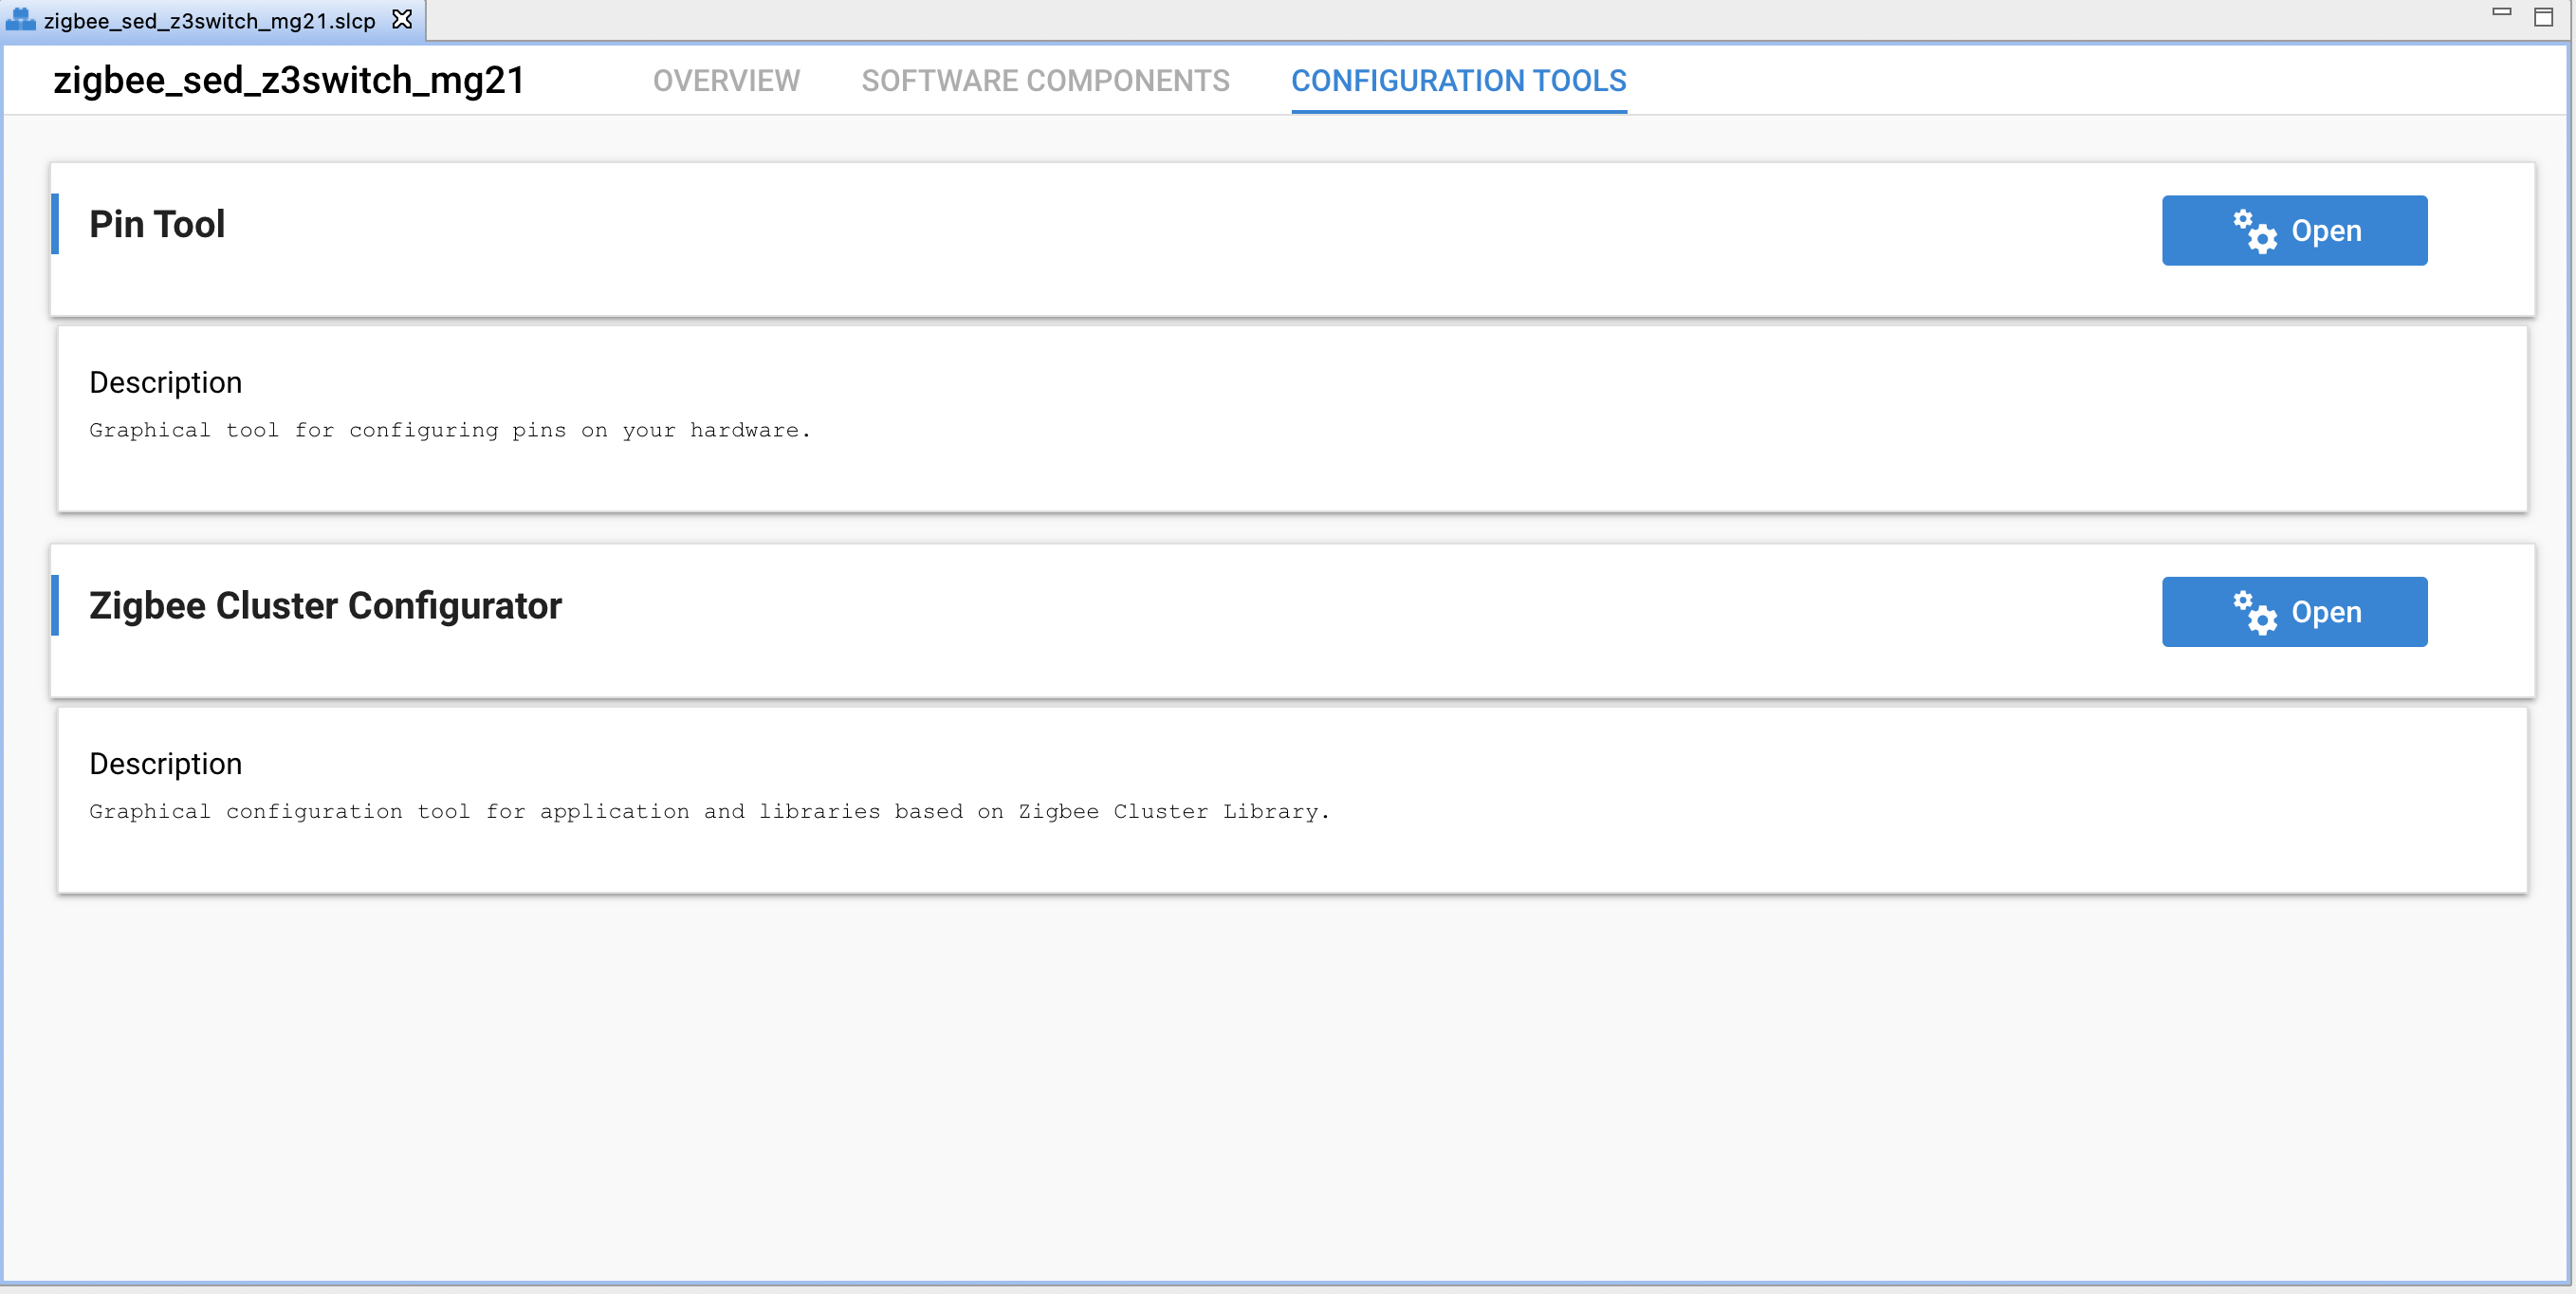 zigbee_sed_z3switch_mg21.slcp
zigbee_sed_z3switch_mg21 OVERVIEW SOFTWARE COMPONENTS CONFIGURATION TOOLS
Pin Tool Open
Description
Graphical tool for configuring pins on your hardware.
Zigbee Cluster Configurator Open
Description
Graphical configuration tool for application and libraries based on Zigbee Cluster Library.